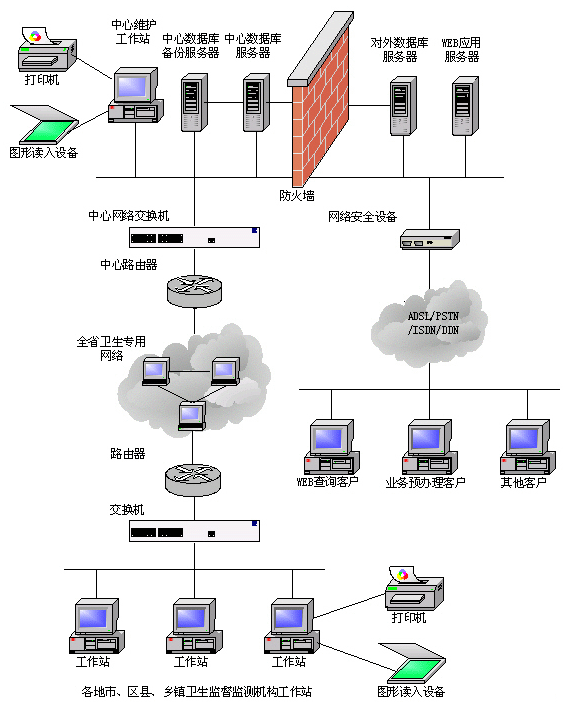 中心维护
工作站
中心数据库
备份服务器
中心数据库
服务器
对外数据库
服务器
WEB应用
服务器
打印机
图形读入设备
防火墙
中心网络交换机
网络安全设备
中心路由器
ADSL/PSTN
/ISDN/DDN
全省卫生专用
网络
路由器
WEB查询客户
业务预办理客户
其他客户
交换机
打印机
工作站
工作站
工作站
各地市、区县、乡镇卫生监督监测机构工作站
图形读入设备